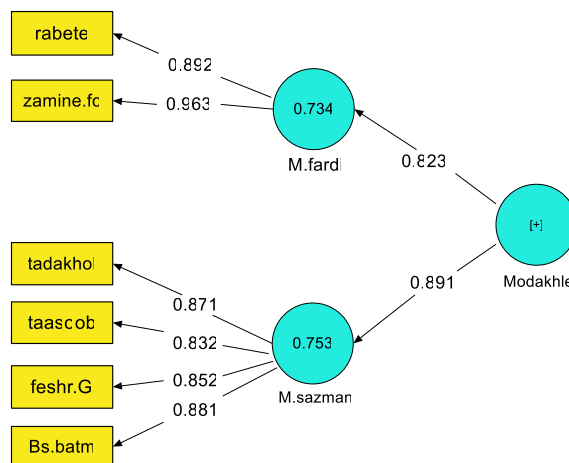 rabete
0.892
zamine.fc
0.963
0.734
M.fardi
0.823
[+]
Modakhle
tadakhol
0.871
0.891
taascob
0.832
0.753
feshr.G
0.852
M.sazman
0.881
Bs.batm